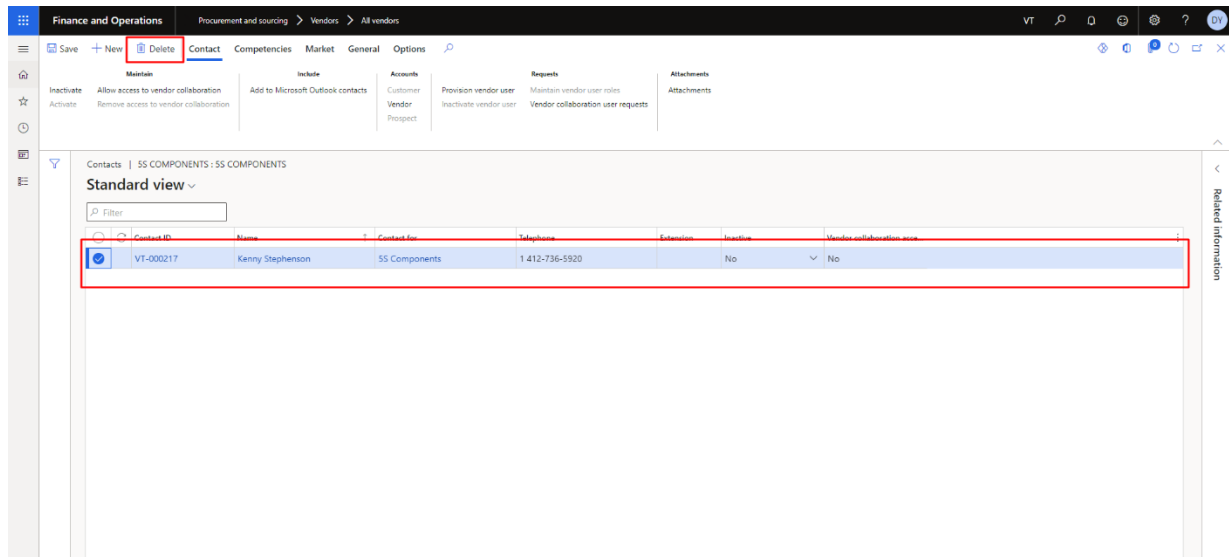 Finance and Operations Procurement and sourcing > Vendors > All vendors VT ? DY
Save + New Delete Contact Competencies Market General Options 0
Maintain Include Accounts Requests Attachments
Inactivate Allow access to vendor collaboration Add to Microsoft Outlook contacts Customer Provision vendor user Maintain vendor user roles Attachments
Activate Remove access to vendor collaboration Vendor Inactivate vendor user Vendor collaboration user requests
Prospect
Contacts | 5S COMPONENTS : 5S COMPONENTS
Standard view
Filter
Contact ID Name ↑ Contact for Telephone Extension Inactive Vendor collaboration acce...
VT-000217 Kenny Stephenson 5S Components 1 412-736-5920 No No
Related information